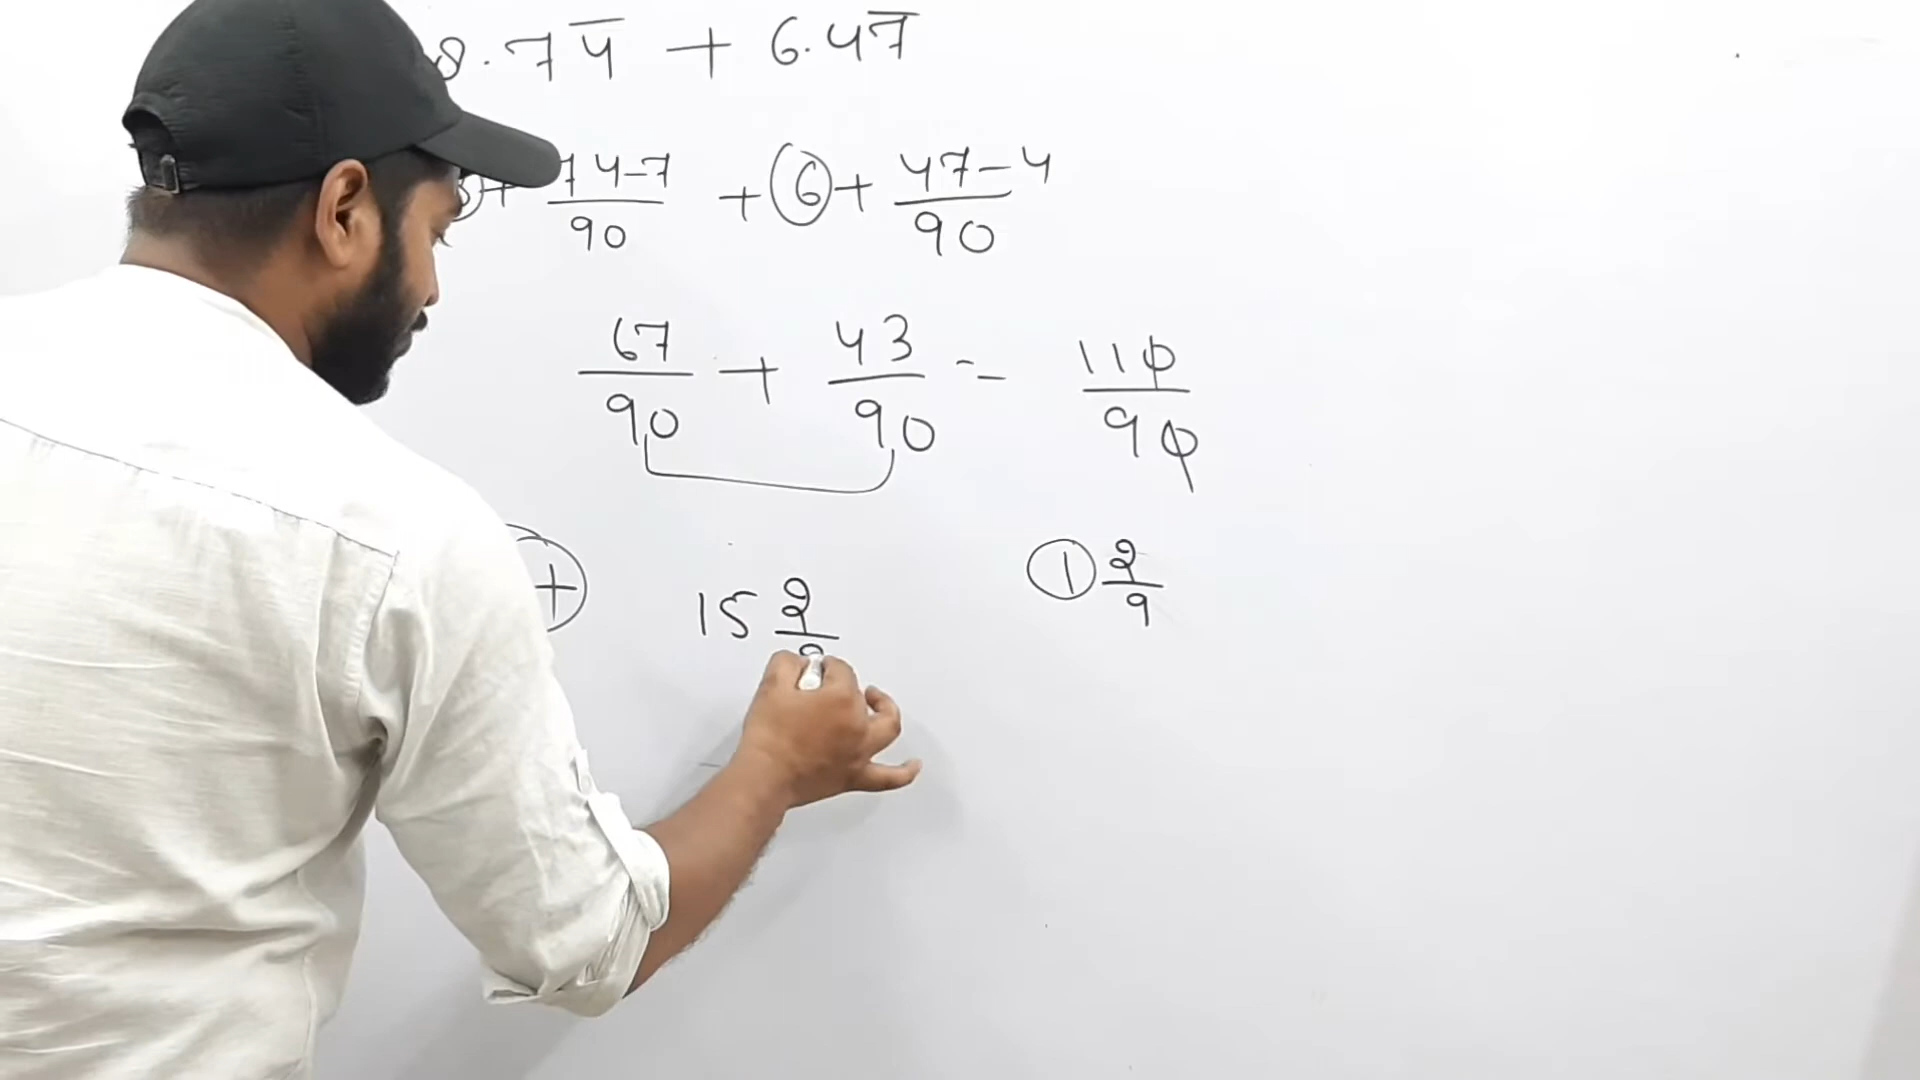 8.74̅ + 6.47̅
+ 74-7/90 + 6 + 47-4/90
67/90 + 43/90 = 110/90
+ 15 2/9 1 2/9